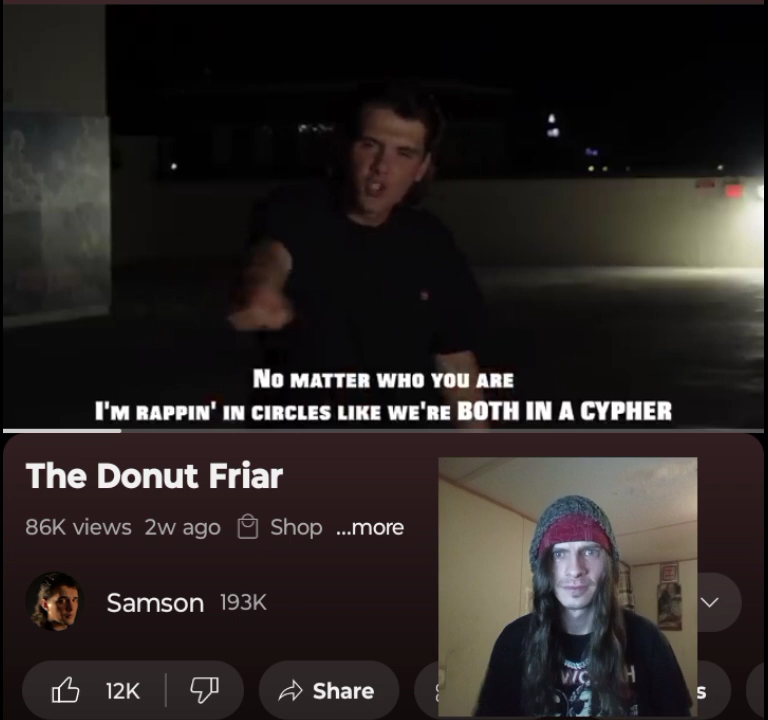 No matter who you are
I'm rappin' in circles like we're both in a cypher
The Donut Friar
86K views 2w ago Shop ...more
Samson 193K
12K Share s